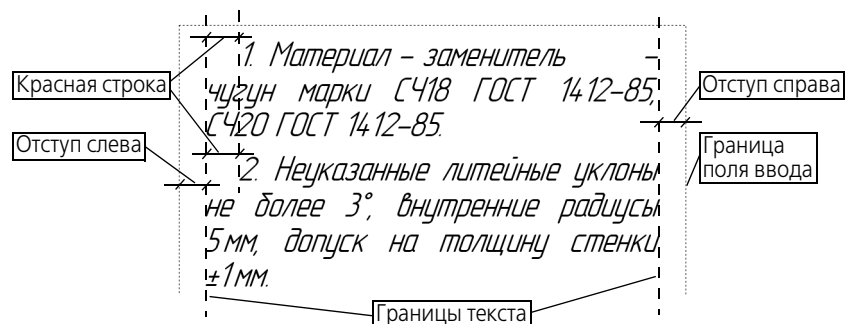 1. Материал – заменитель –
Красная строка
чугун марки СЧ18 ГОСТ 1412–85,
Отступ справа
СЧ20 ГОСТ 1412–85.
Отступ слева
Граница
поля ввода
2. Неуказанные литейные уклоны
не более 3°, внутренние радиусы
5 мм, допуск на толщину стенки
±1 мм.
Границы текста